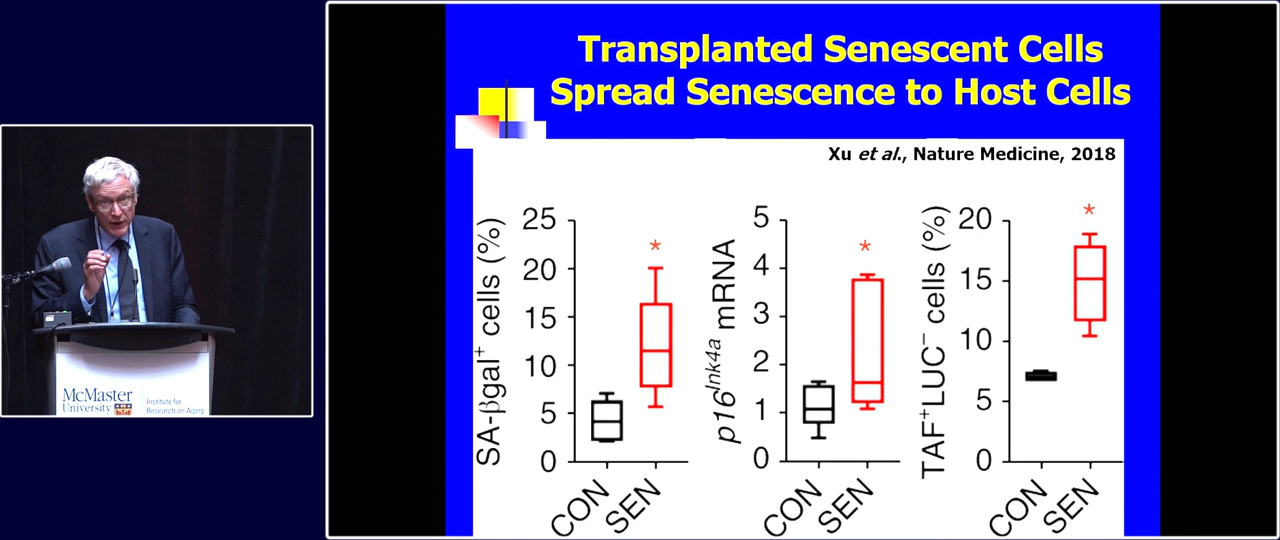 Transplanted Senescent Cells
Spread Senescence to Host Cells
Xu et al., Nature Medicine, 2018
SA-βgal⁺ cells (%)
25
20
15
10
5
0
*
CON
SEN
p16ᴵⁿᵏ⁴ᵃ mRNA
5
4
3
2
1
0
*
CON
SEN
TAF⁺LUC⁻ cells (%)
20
15
10
5
0
*
CON
SEN
McMaster
University
Institute for
Research on Aging